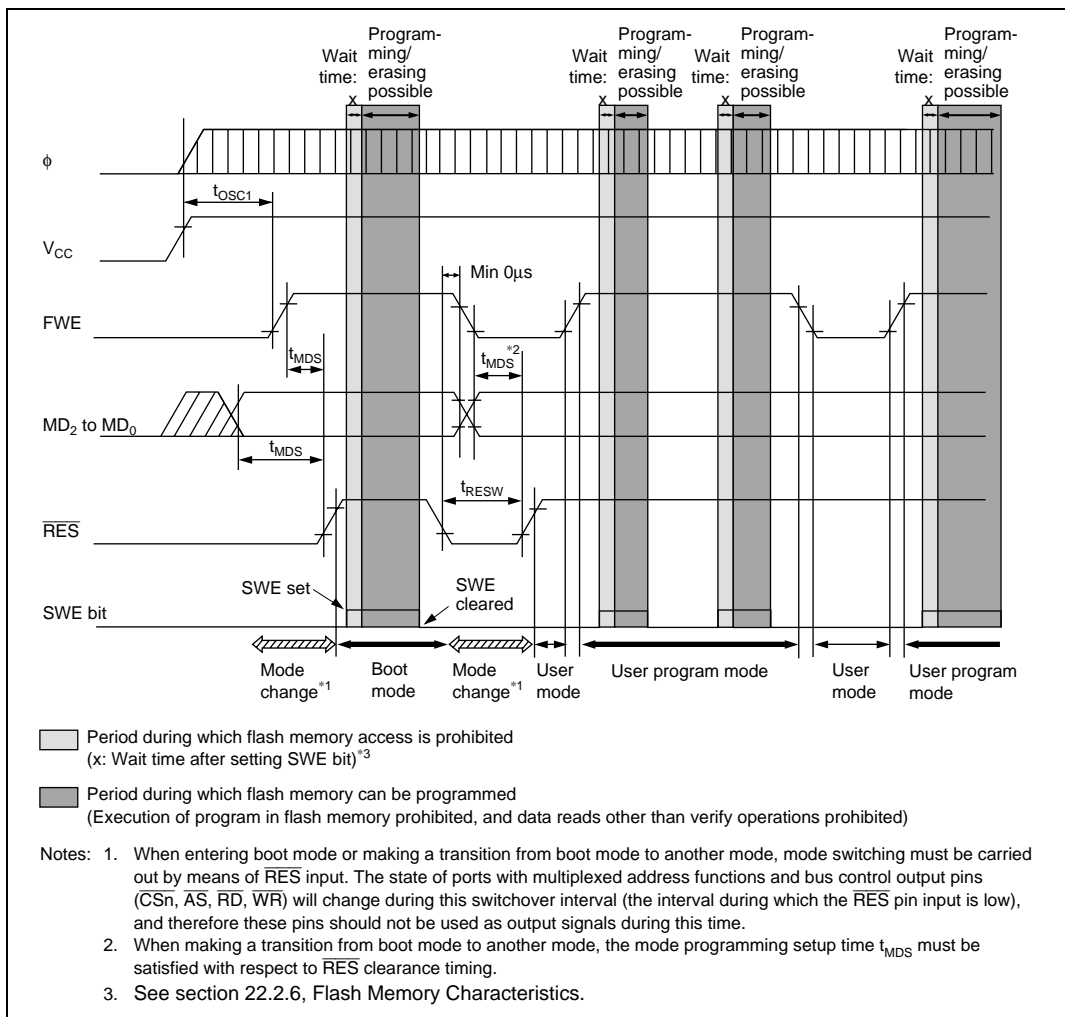 Program-
ming/
erasing
possible
Wait
time:
x
Program-
ming/
erasing
possible
Wait
time:
x
Program-
ming/
erasing
possible
Wait
time:
x
Program-
ming/
erasing
possible
Wait
time:
x
ϕ
tOSC1
VCC
Min 0μs
FWE
tMDS
tMDS*2
MD2 to MD0
tMDS
tRESW
RES
SWE set
SWE
cleared
SWE bit
Mode
change*1
Boot
mode
Mode
change*1
User
mode
User program mode
User
mode
User program
mode
Period during which flash memory access is prohibited
(x: Wait time after setting SWE bit)*3
Period during which flash memory can be programmed
(Execution of program in flash memory prohibited, and data reads other than verify operations prohibited)
Notes: 1. When entering boot mode or making a transition from boot mode to another mode, mode switching must be carried
out by means of RES input. The state of ports with multiplexed address functions and bus control output pins
(CSn, AS, RD, WR) will change during this switchover interval (the interval during which the RES pin input is low),
and therefore these pins should not be used as output signals during this time.
2. When making a transition from boot mode to another mode, the mode programming setup time tMDS must be
satisfied with respect to RES clearance timing.
3. See section 22.2.6, Flash Memory Characteristics.